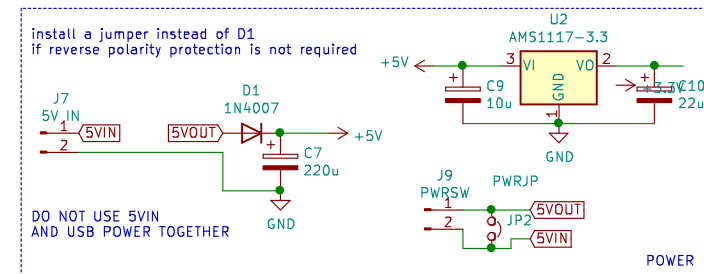 install a jumper instead of D1
if reverse polarity protection is not required
U2
AMS1117-3.3
+5V
3
VI
VO
2
GND
1
C9
10u
+3.3V
C10
22u
GND
J7
5V_IN
1
2
5VIN
5VOUT
D1
1N4007
+5V
C7
220u
GND
DO NOT USE 5VIN
AND USB POWER TOGETHER
J9
PWRSW
1
2
PWRJP
JP2
5VOUT
5VIN
POWER